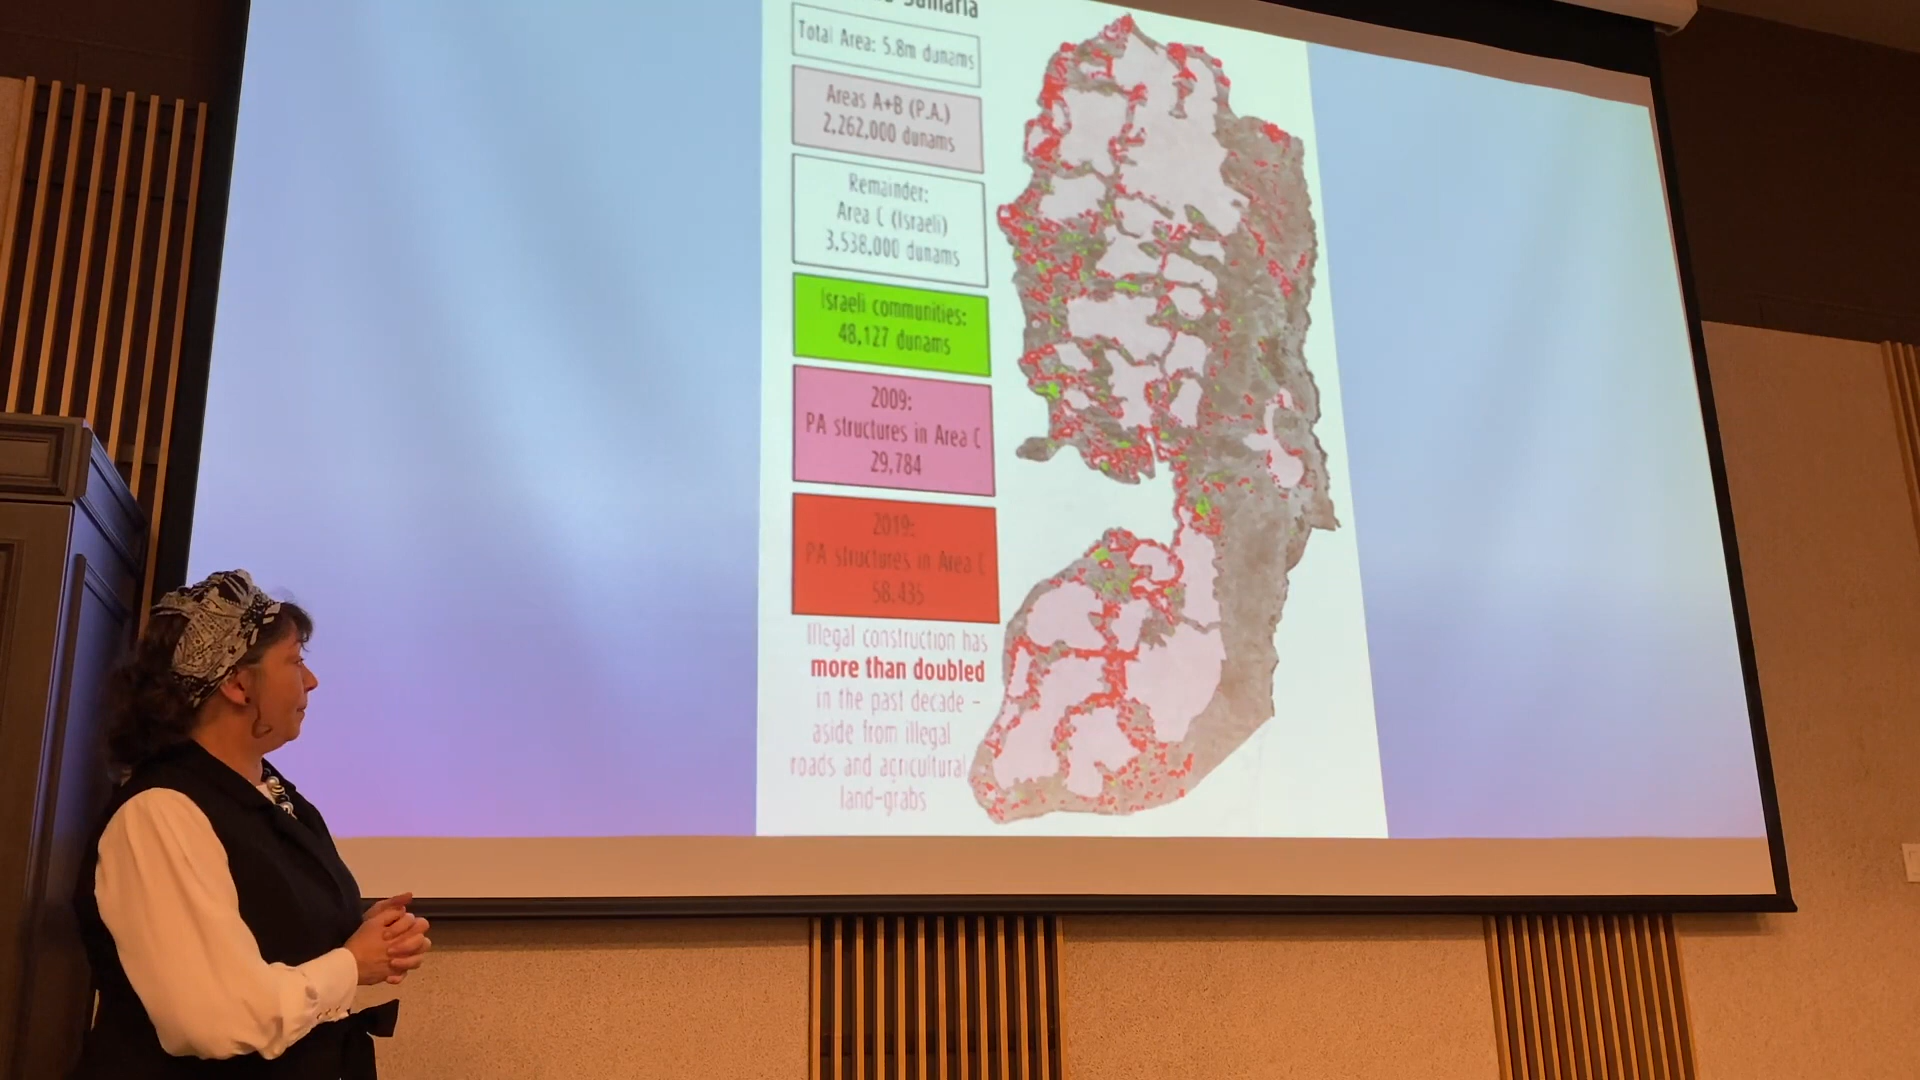 Samaria
Total Area: 5.8m dunams
Areas A+B (P.A.)
2,262,000 dunams
Remainder:
Area C (Israeli)
3,538,000 dunams
Israeli communities:
48,127 dunams
2009:
PA structures in Area C
29,784
2019:
PA structures in Area C
58,435
Illegal construction has
more than doubled
in the past decade –
aside from illegal
roads and agricultural
land-grabs